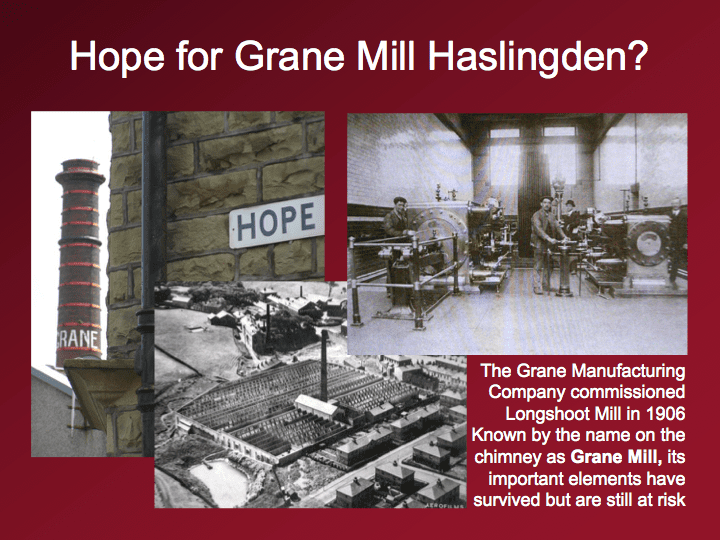 Hope for Grane Mill Haslingden?
HOPE
GRANE
The Grane Manufacturing
Company commissioned
Longshoot Mill in 1906
Known by the name on the
chimney as Grane Mill, its
important elements have
survived but are still at risk
AEROFILMS